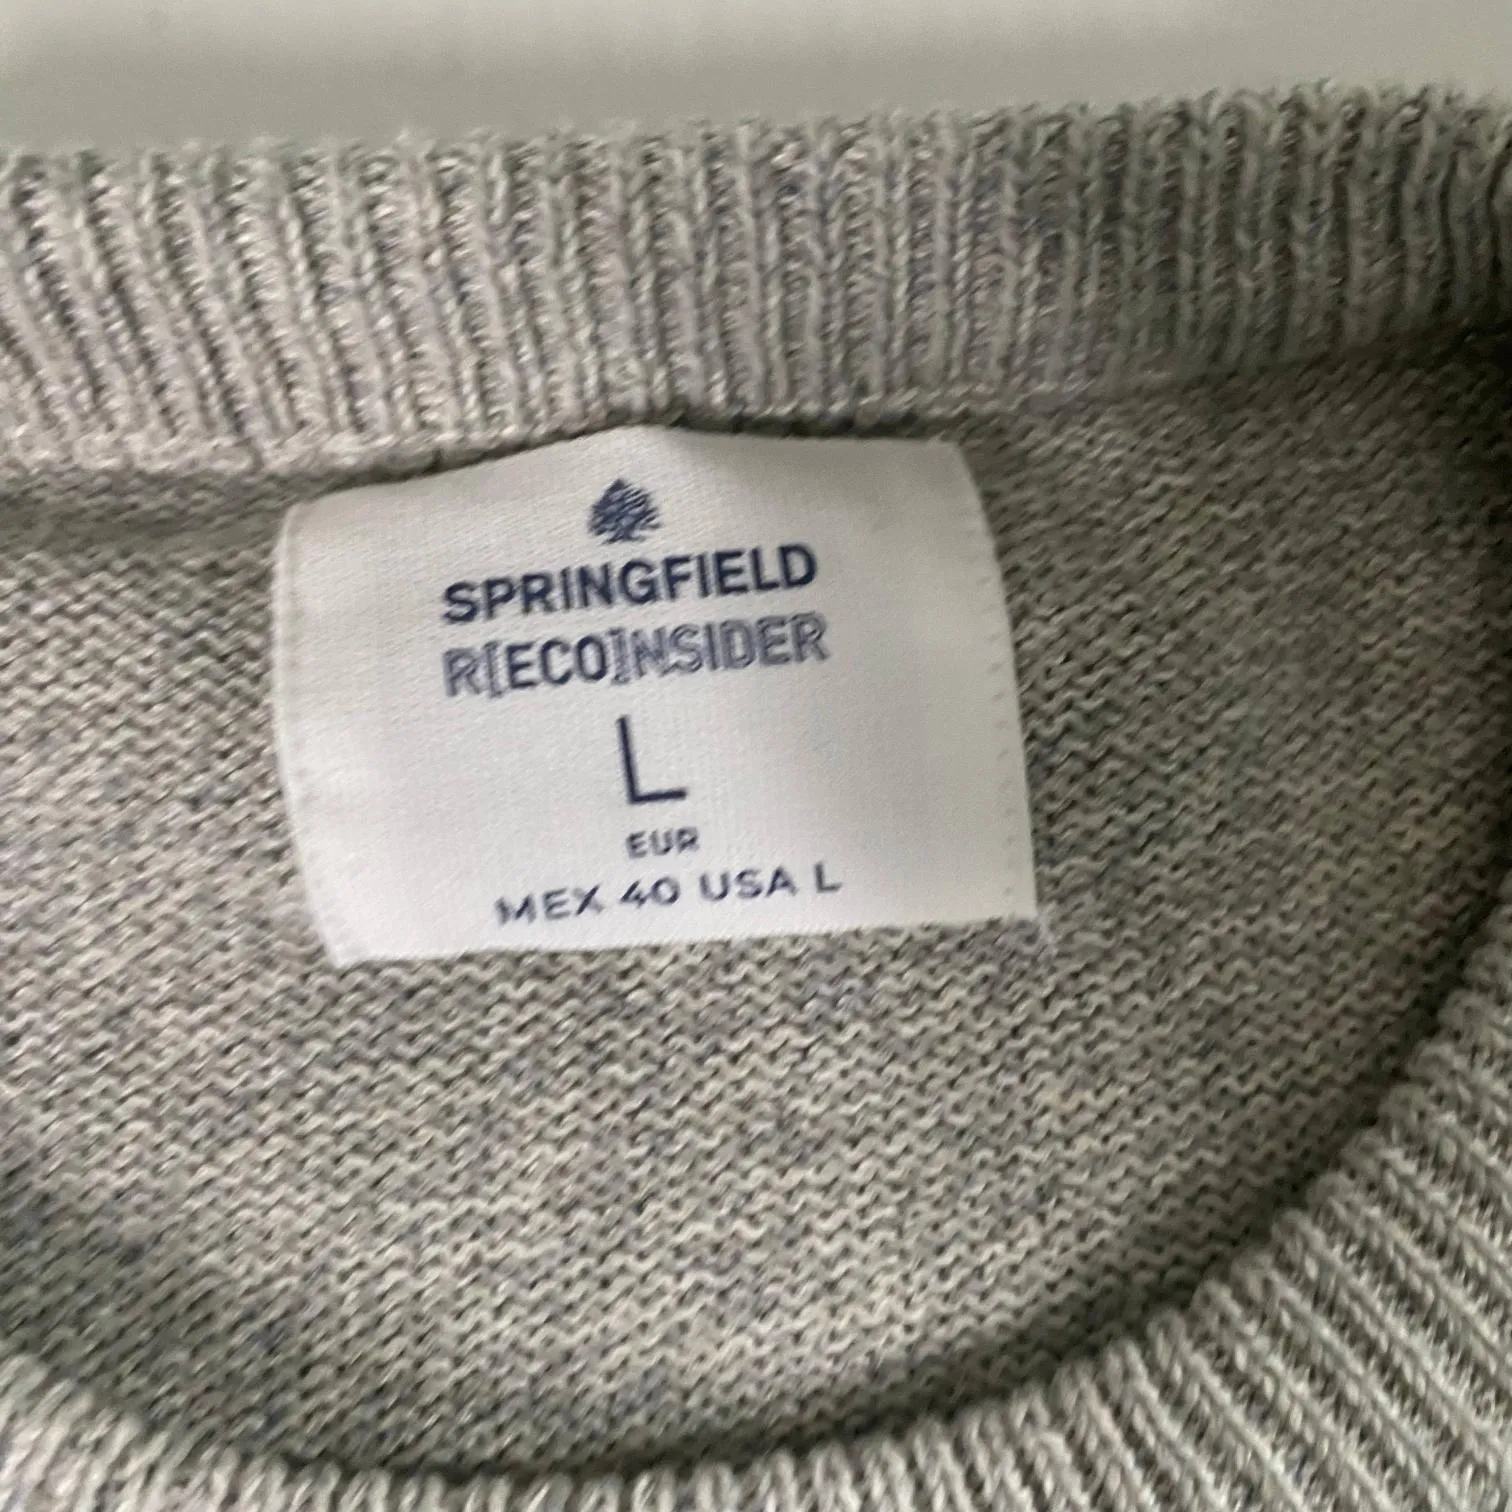 SPRINGFIELD
R[ECO]NSIDER
L
EUR
MEX 40 USA L